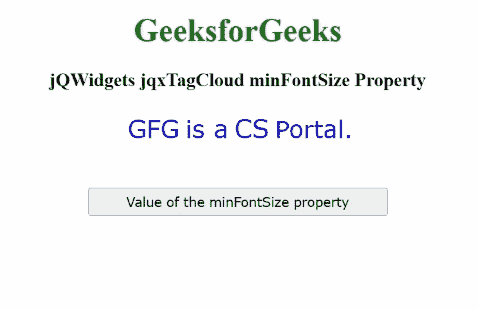 GeeksforGeeks
jQWidgets jqxTagCloud minFontSize Property
GFG is a CS Portal.
Value of the minFontSize property